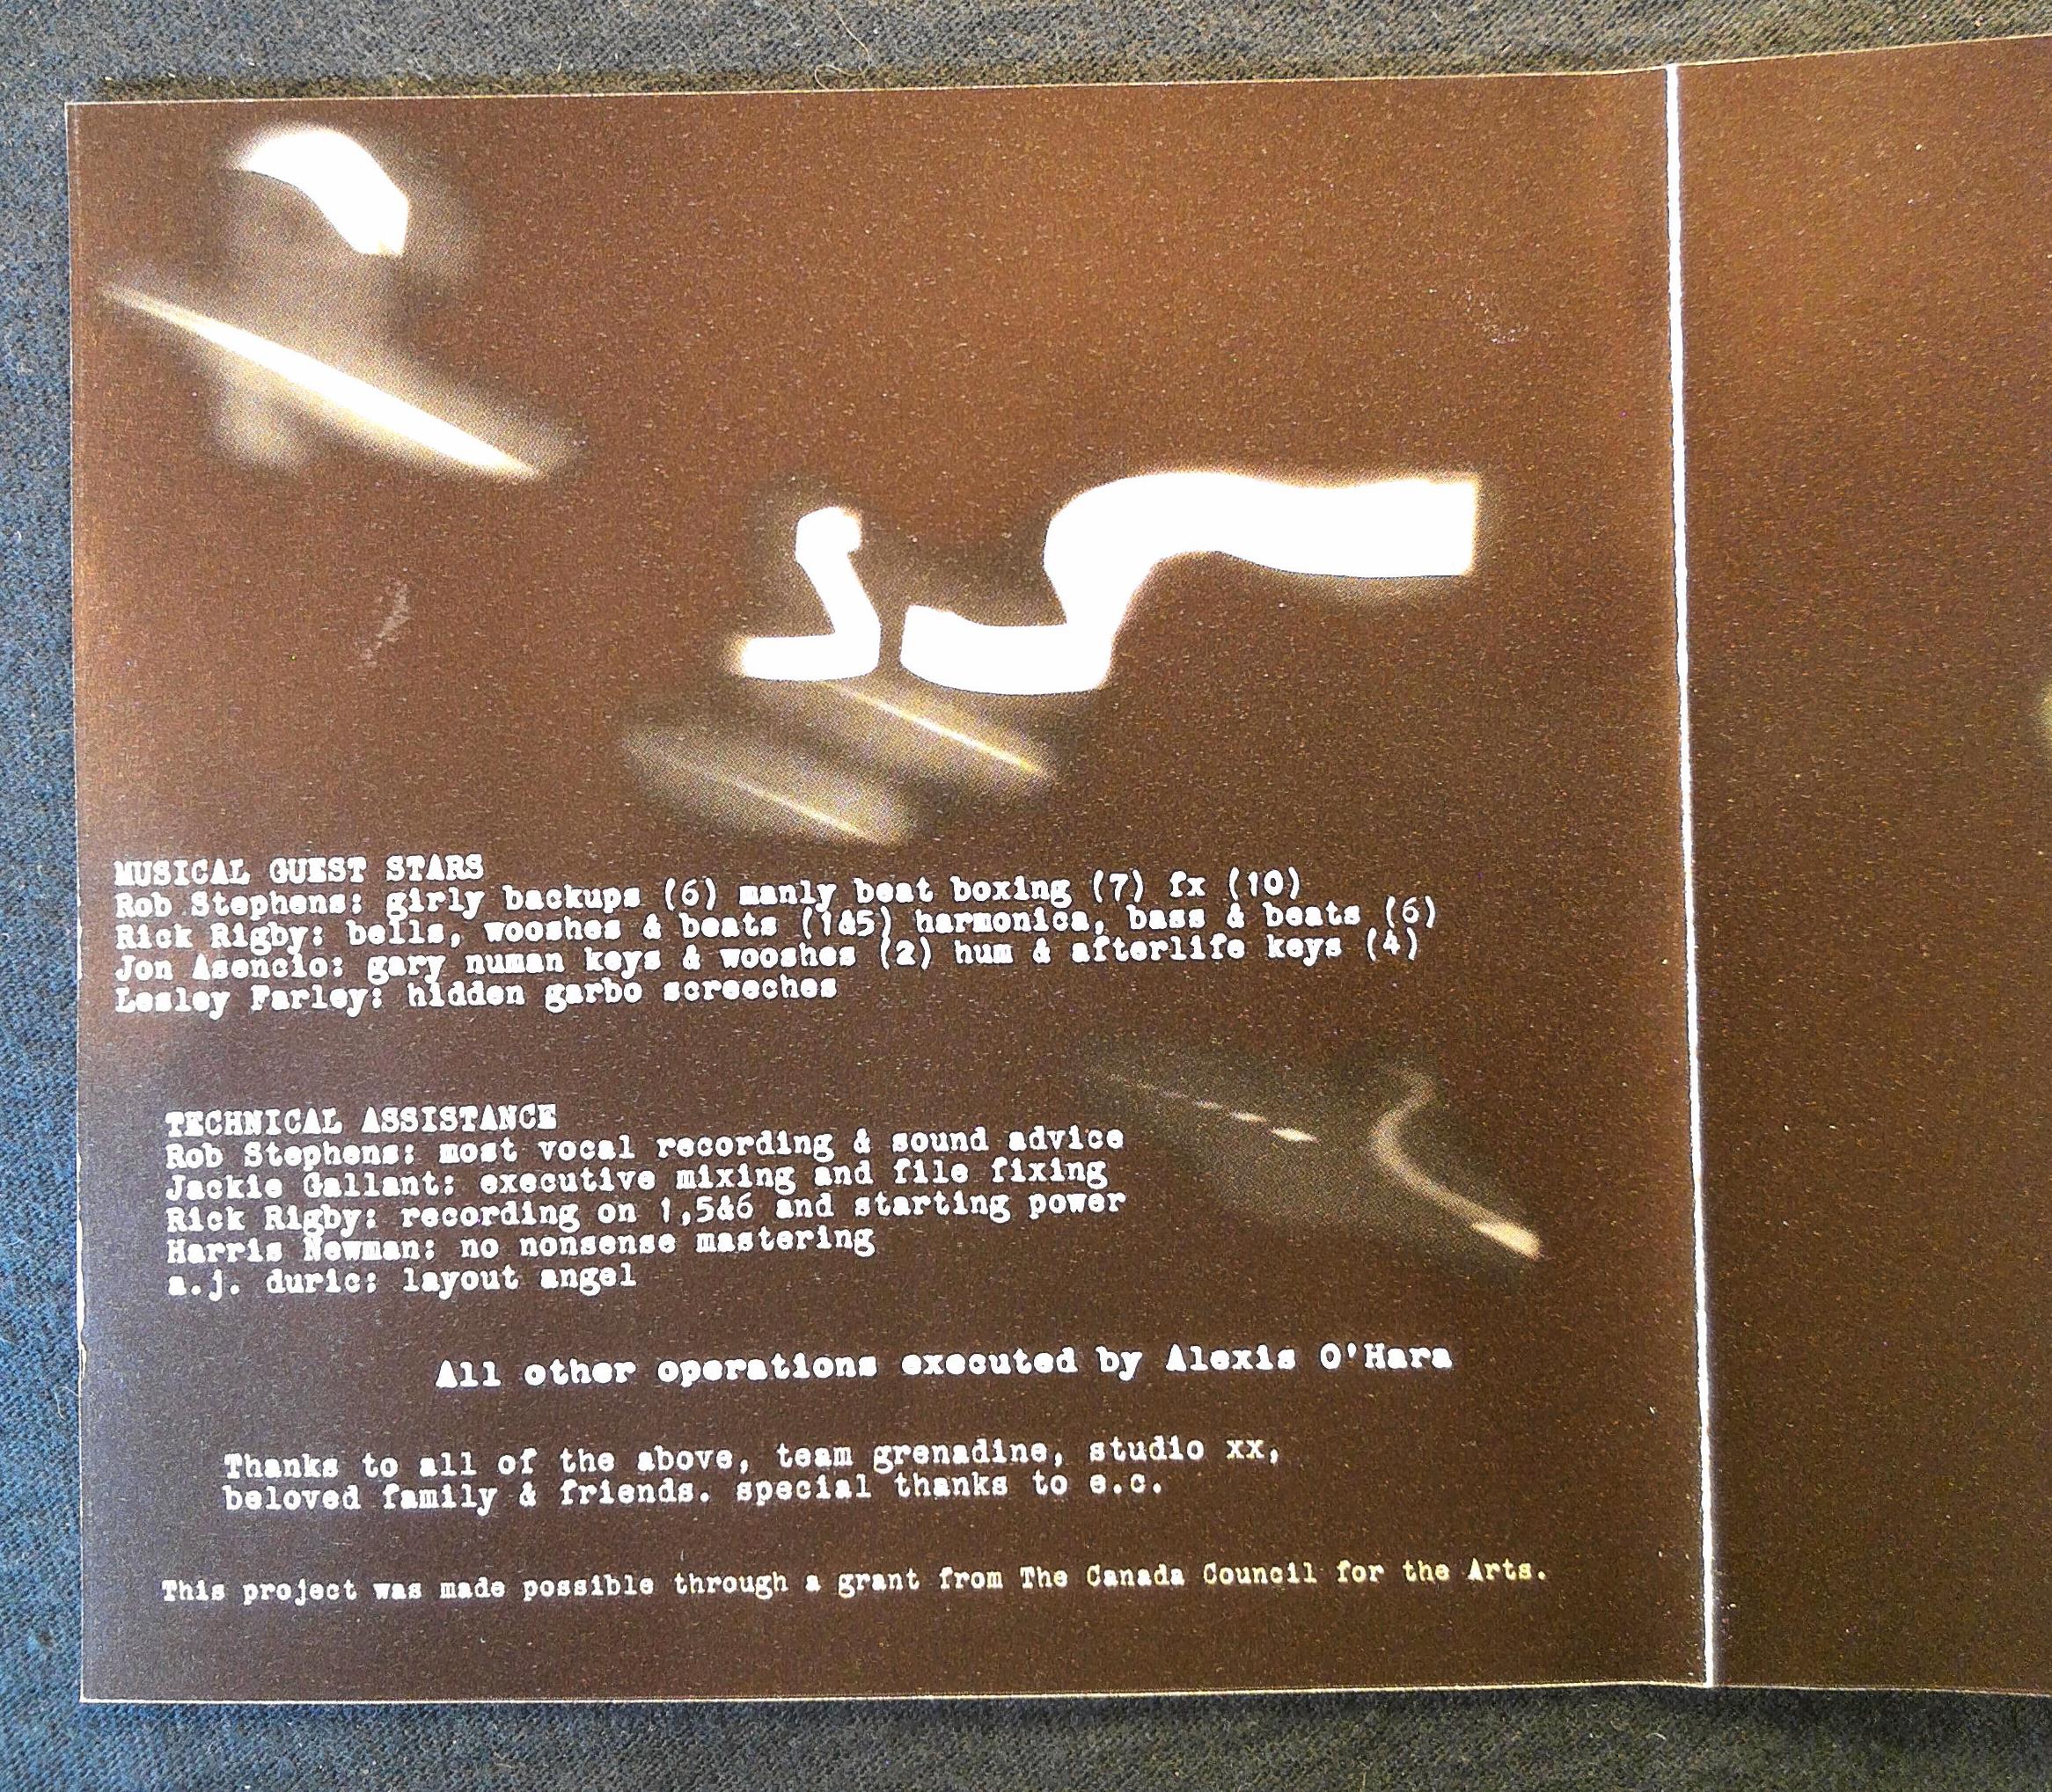 MUSICAL GUEST STARS
Rob Stephens: girly backups (6) manly beat boxing (7) fx (10)
Rick Rigby: bells, wooshes & beats (1&5) harmonica, bass & beats (6)
Jon Asencio: gary numan keys & wooshes (2) hum & afterlife keys (4)
Lesley Farley: hidden garbo screeches
TECHNICAL ASSISTANCE
Rob Stephens: most vocal recording & sound advice
Jackie Gallant: executive mixing and file fixing
Rick Rigby: recording on 1,5&6 and starting power
Harris Newman: no nonsense mastering
a.j. duric: layout angel
All other operations executed by Alexis O'Hara
Thanks to all of the above, team grenadine, studio xx,
beloved family & friends. special thanks to e.c.
This project was made possible through a grant from The Canada Council for the Arts.